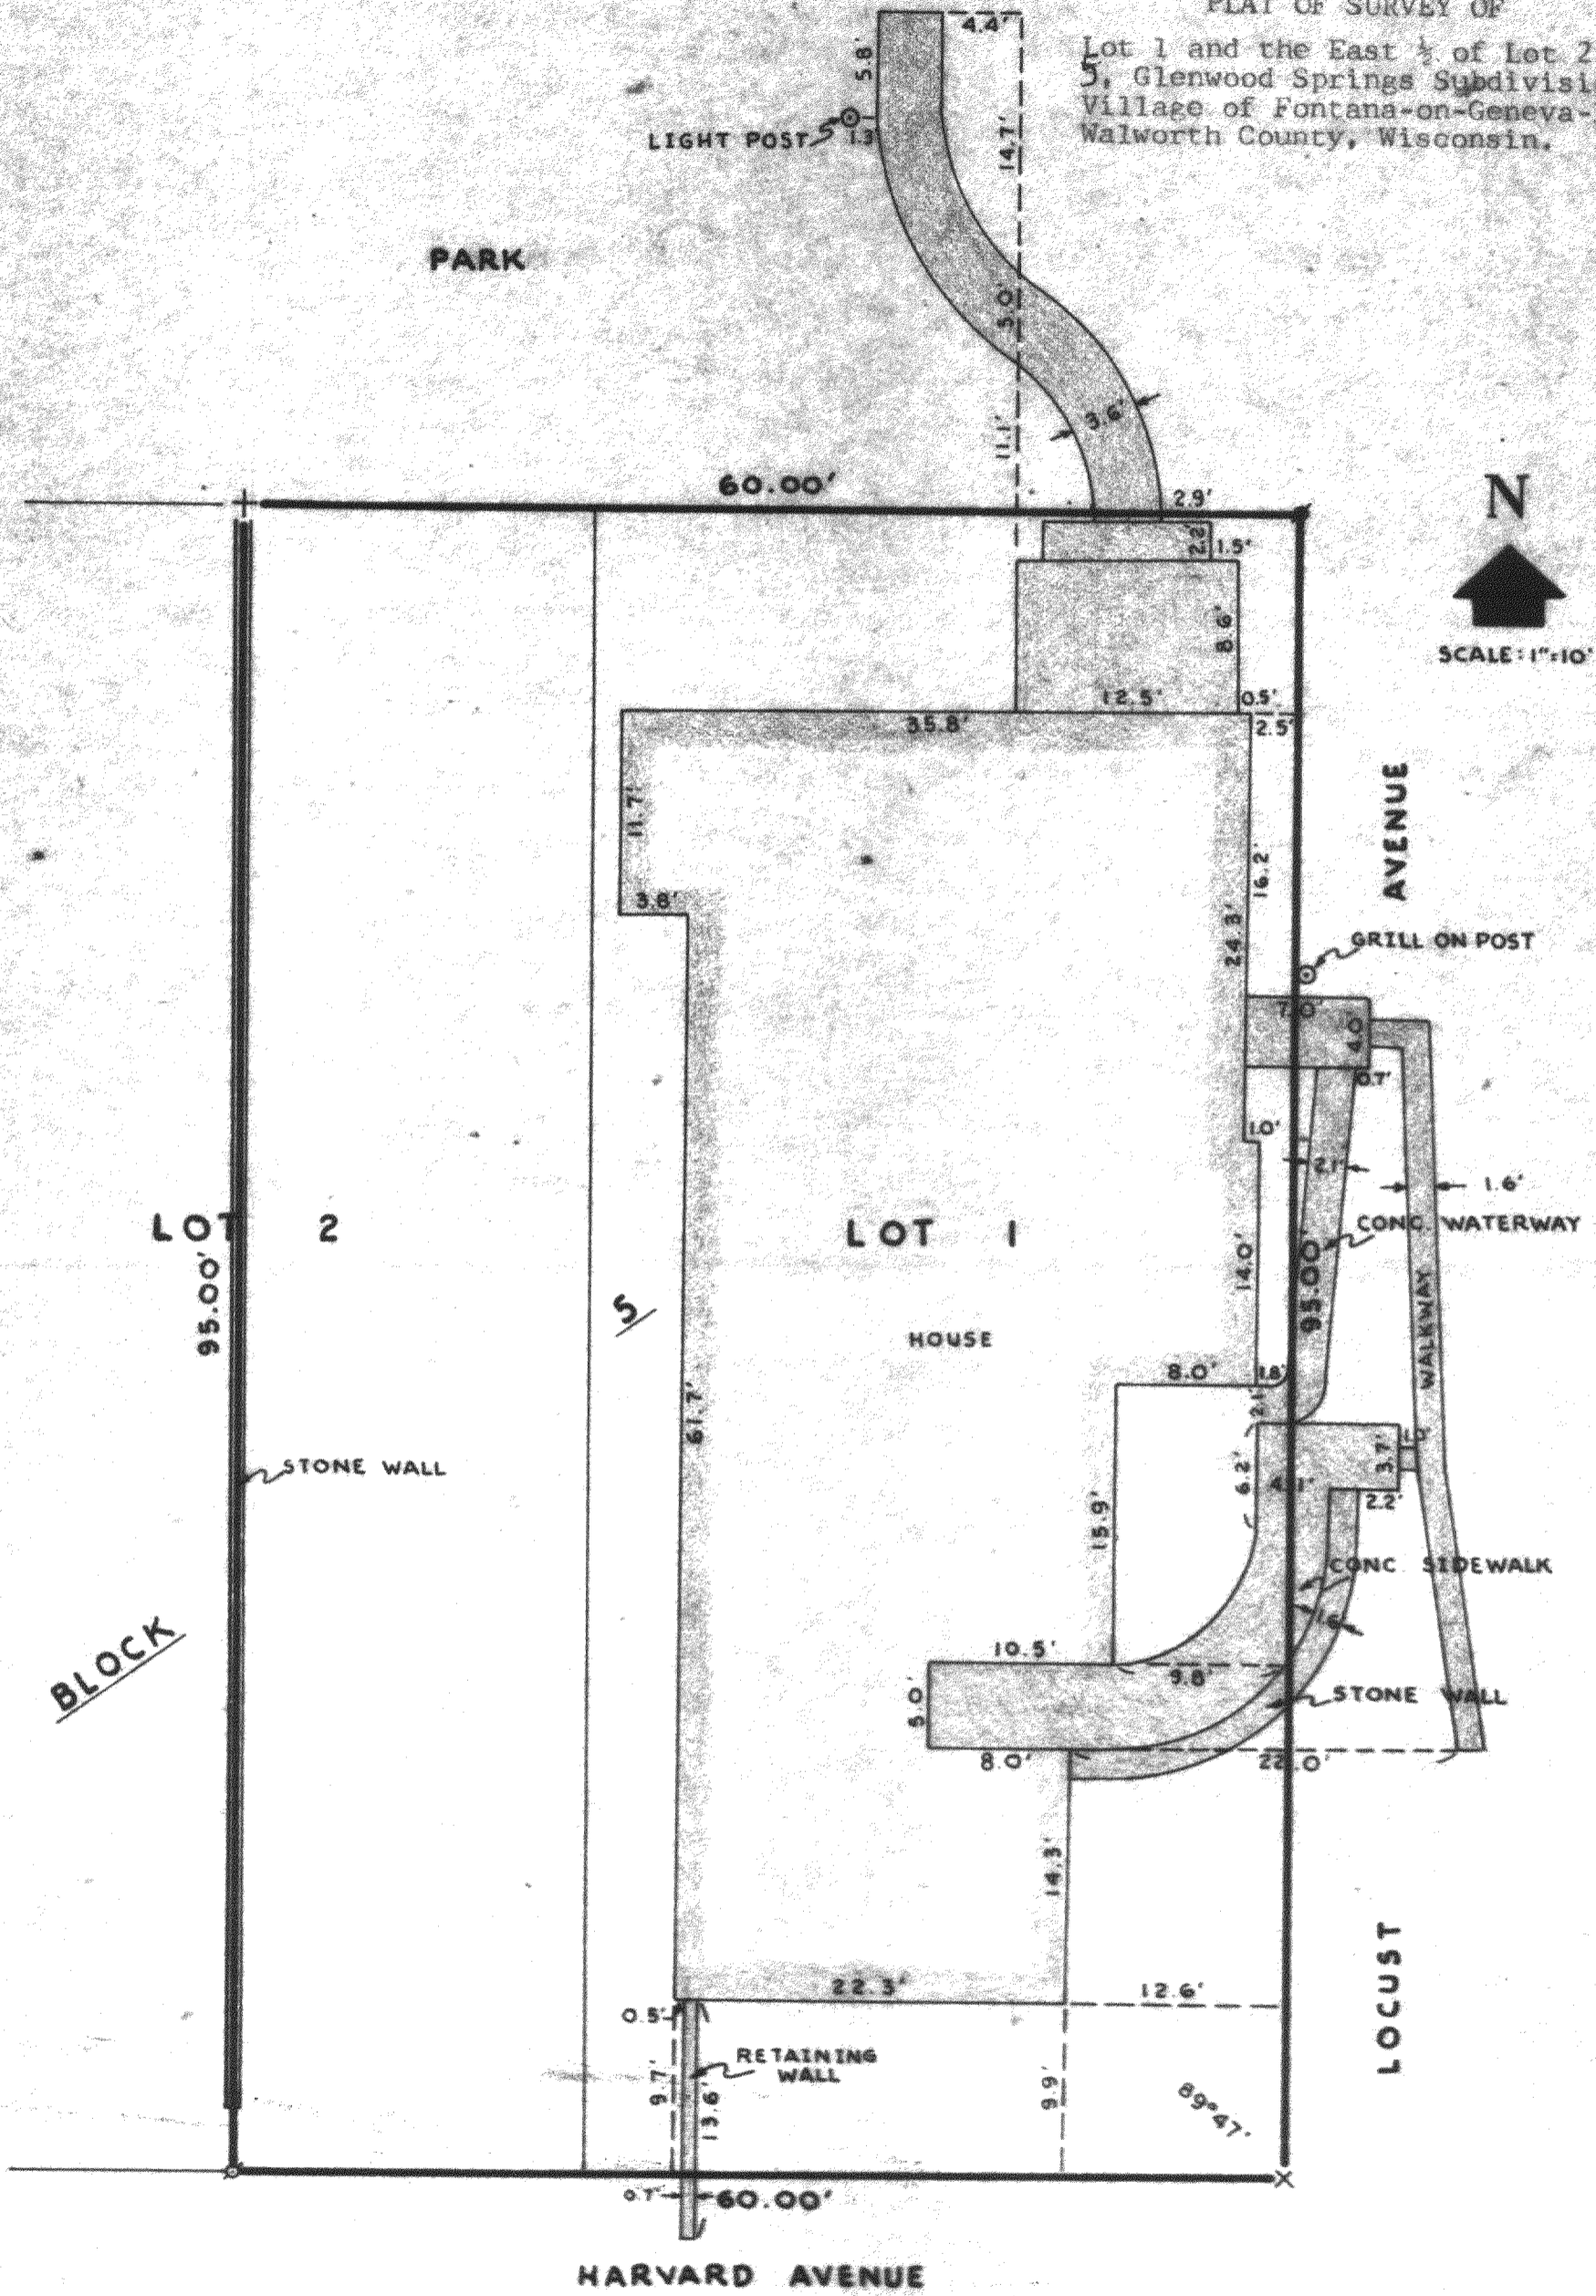 PLAT OF SURVEY OF
Lot 1 and the East ½ of Lot 2
5, Glenwood Springs Subdivisi
Village of Fontana-on-Geneva-
Walworth County, Wisconsin.
4.4'
5.8'
LIGHT POST
1.3'
14.7'
PARK
5.0'
3.6'
11.1'
60.00'
2.9'
N
2.2'
1.5'
8.6'
SCALE: 1"=10'
12.5'
0.5'
35.8'
2.5'
11.7'
AVENUE
16.2'
3.8'
24.3'
GRILL ON POST
7.0'
4.0'
0.7'
1.0'
2.1'
1.6'
LOT 2
LOT 1
CONC. WATERWAY
95.00'
14.0'
95.00'
5
HOUSE
WALKWAY
8.0'
1.8'
61.7'
2.1'
STONE WALL
6.2'
4.1'
3.7'
2.2'
15.9'
CONC SIDEWALK
1.6'
BLOCK
10.5'
9.8'
5.0'
STONE WALL
8.0'
22.0'
14.3'
22.3'
12.6'
LOCUST
0.5'
RETAINING
WALL
9.7'
13.6'
9.9'
89°47'
0.7'
60.00'
HARVARD AVENUE